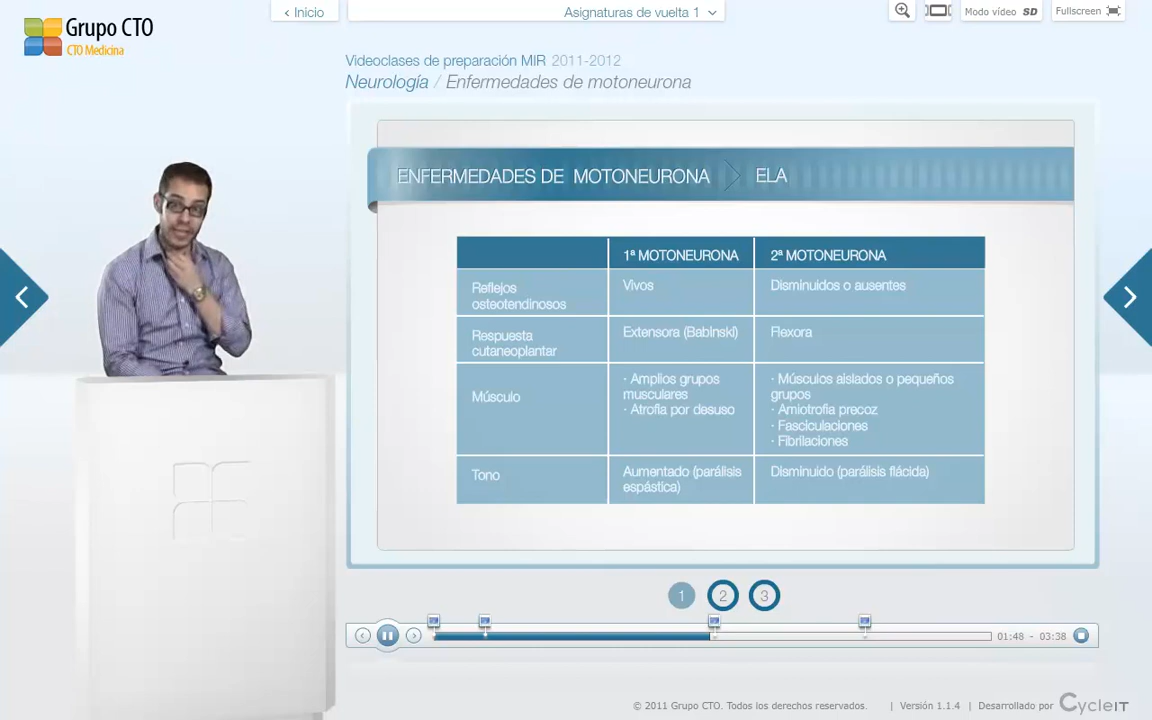 Grupo CTO
CTO Medicina
‹ Inicio
Asignaturas de vuelta 1
Modo vídeo SD
Fullscreen
Videoclases de preparación MIR 2011-2012
Neurología / Enfermedades de motoneurona
ENFERMEDADES DE MOTONEURONA
ELA
1ª MOTONEURONA
2ª MOTONEURONA
Reflejos
osteotendinosos
Vivos
Disminuidos o ausentes
Respuesta
cutaneoplantar
Extensora (Babinski)
Flexora
Músculo
· Amplios grupos
musculares
· Atrofia por desuso
· Músculos aislados o pequeños
grupos
· Amiotrofia precoz
· Fasciculaciones
· Fibrilaciones
Tono
Aumentado (parálisis
espástica)
Disminuido (parálisis flácida)
1
2
3
01:48 - 03:38
© 2011 Grupo CTO. Todos los derechos reservados. | Versión 1.1.4 | Desarrollado por CycleIT